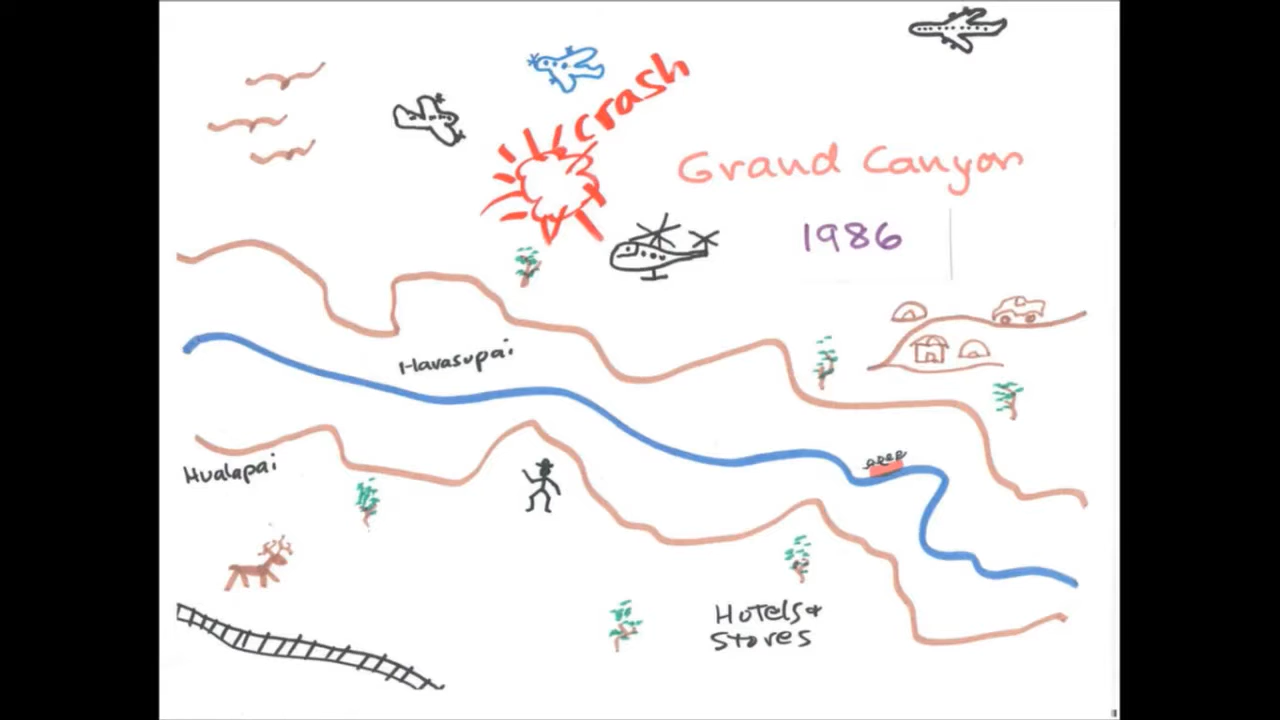 crash
Grand Canyon
1986
Havasupai
Hualapai
Hotels +
Stores